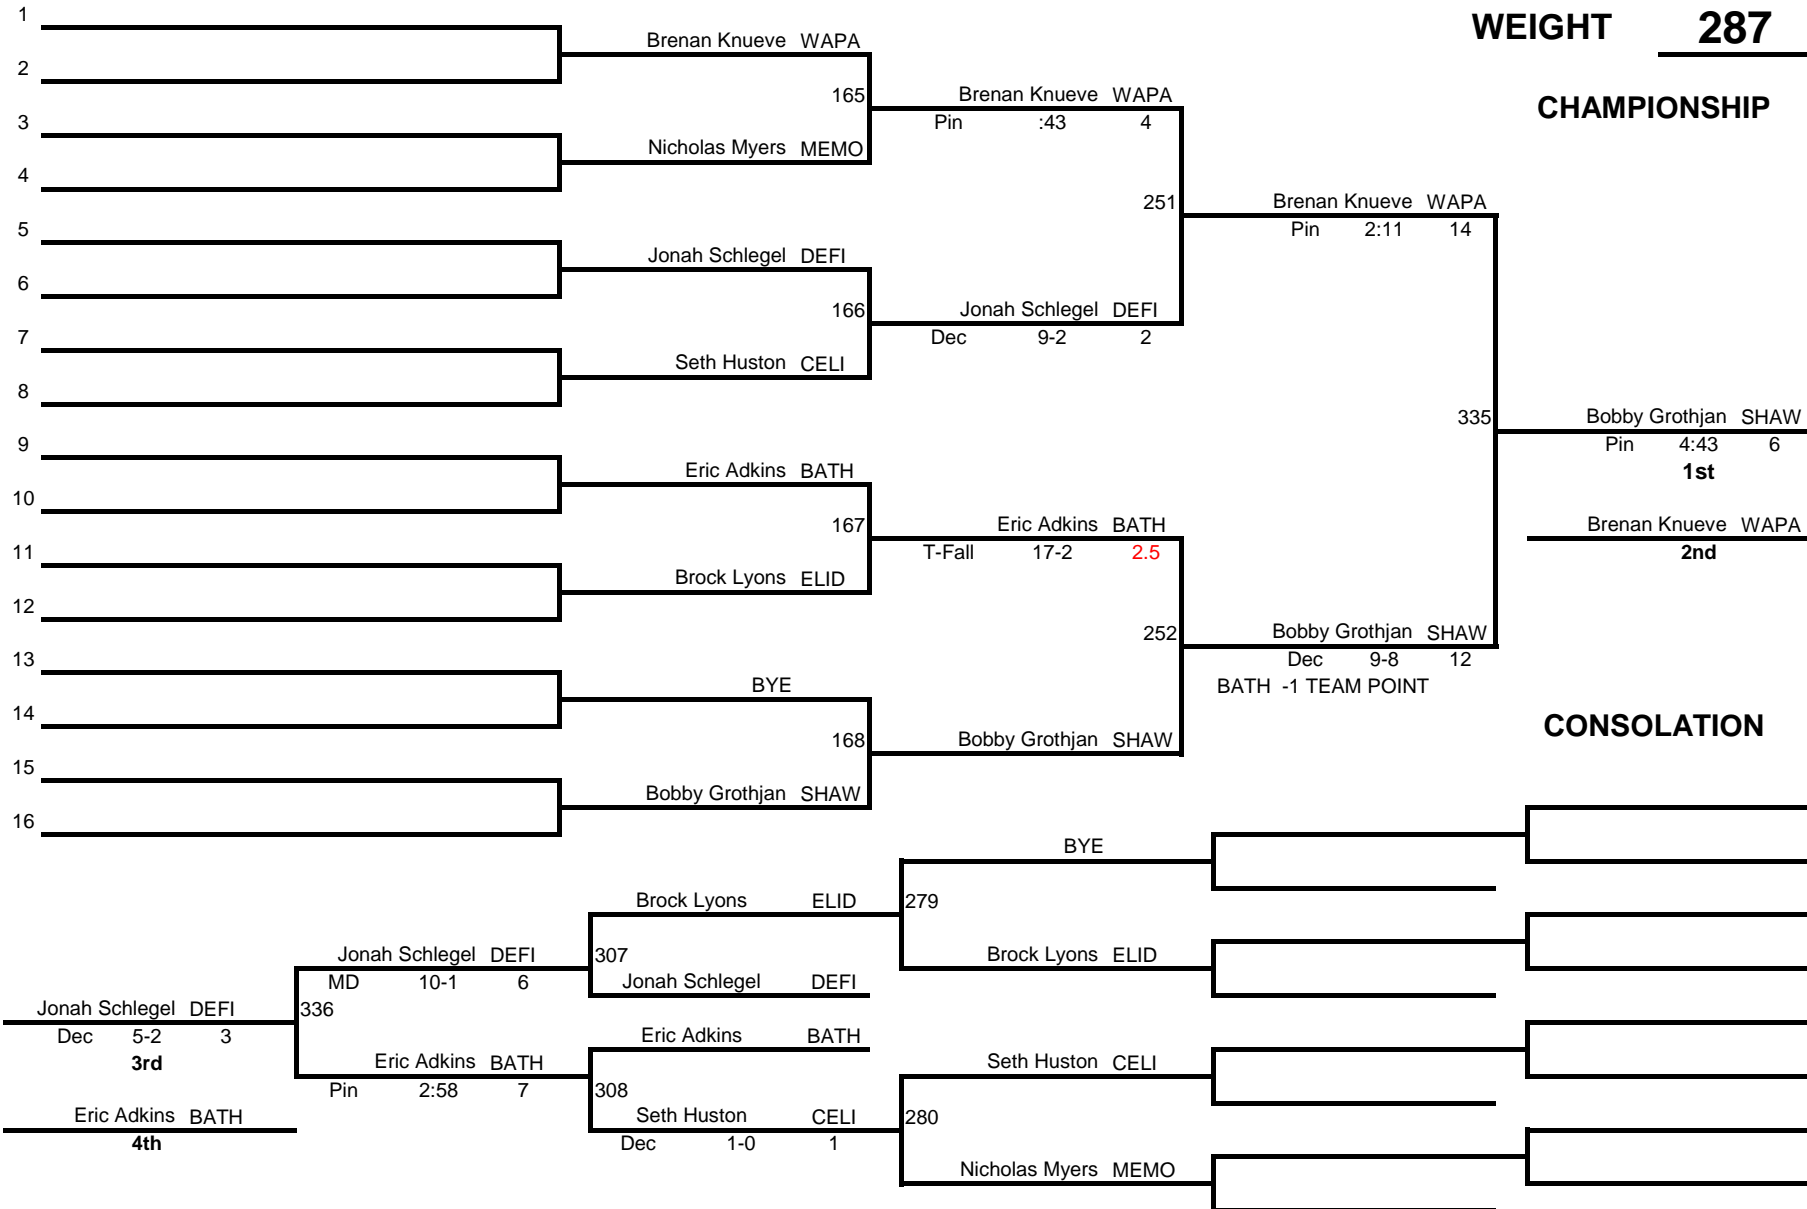 1
WEIGHT 287
Brenan Knueve WAPA
2
165
Brenan Knueve WAPA
CHAMPIONSHIP
3
Pin :43 4
Nicholas Myers MEMO
4
251
Brenan Knueve WAPA
5
Pin 2:11 14
Jonah Schlegel DEFI
6
166
Jonah Schlegel DEFI
7
Dec 9-2 2
Seth Huston CELI
8
335
Bobby Grothjan SHAW
9
Pin 4:43 6
Eric Adkins BATH
1st
10
167
Eric Adkins BATH
Brenan Knueve WAPA
11
T-Fall 17-2 2.5
2nd
Brock Lyons ELID
12
252
Bobby Grothjan SHAW
13
Dec 9-8 12
BYE
BATH -1 TEAM POINT
14
CONSOLATION
168
Bobby Grothjan SHAW
15
Bobby Grothjan SHAW
16
BYE
Brock Lyons ELID
279
Jonah Schlegel DEFI
307
Brock Lyons ELID
MD 10-1 6
Jonah Schlegel DEFI
Jonah Schlegel DEFI
336
Dec 5-2 3
Eric Adkins BATH
3rd
Eric Adkins BATH
Seth Huston CELI
Pin 2:58 7
308
Eric Adkins BATH
Seth Huston CELI
280
4th
Dec 1-0 1
Nicholas Myers MEMO